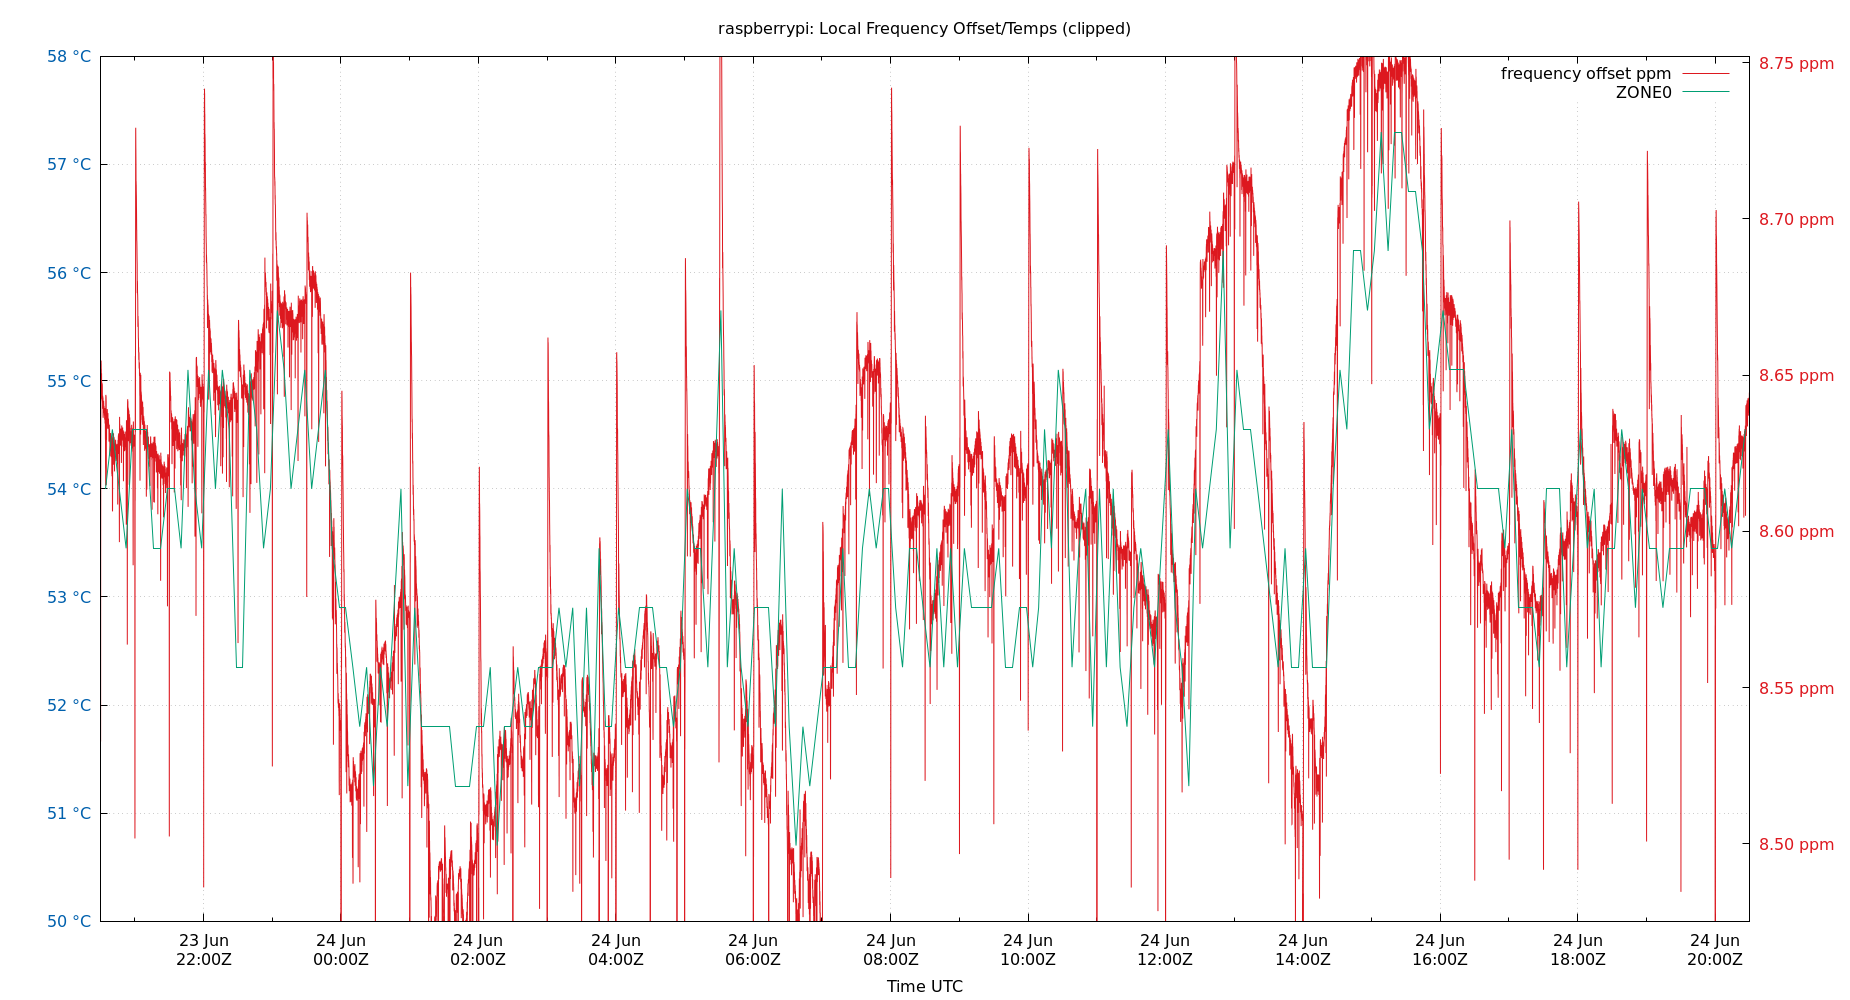 raspberrypi: Local Frequency Offset/Temps (clipped)
58 °C
57 °C
56 °C
55 °C
54 °C
53 °C
52 °C
51 °C
50 °C
8.75 ppm
8.70 ppm
8.65 ppm
8.60 ppm
8.55 ppm
8.50 ppm
frequency offset ppm
ZONE0
23 Jun
22:00Z
24 Jun
00:00Z
24 Jun
02:00Z
24 Jun
04:00Z
24 Jun
06:00Z
24 Jun
08:00Z
24 Jun
10:00Z
24 Jun
12:00Z
24 Jun
14:00Z
24 Jun
16:00Z
24 Jun
18:00Z
24 Jun
20:00Z
Time UTC